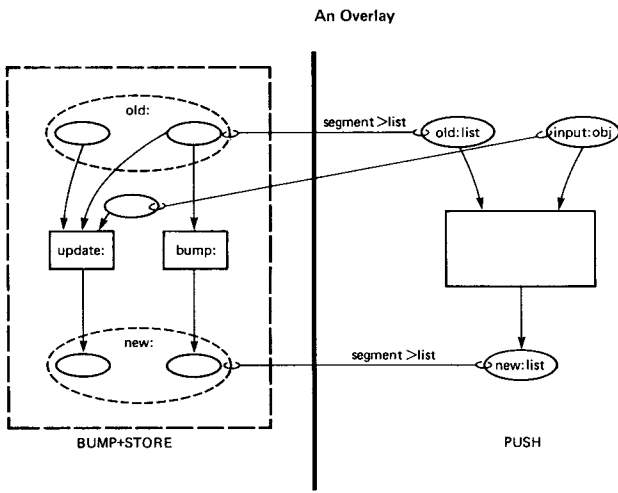 An Overlay
old:
segment >list
old:list
input:obj
update:
bump:
new:
segment >list
new:list
BUMP+STORE
PUSH